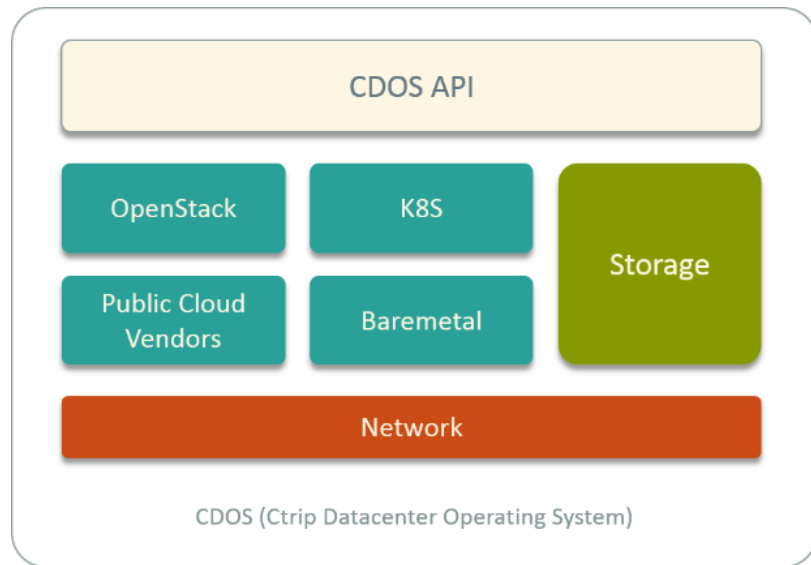 CDOS API
OpenStack
K8S
Storage
Public Cloud
Vendors
Baremetal
Network
CDOS (Ctrip Datacenter Operating System)